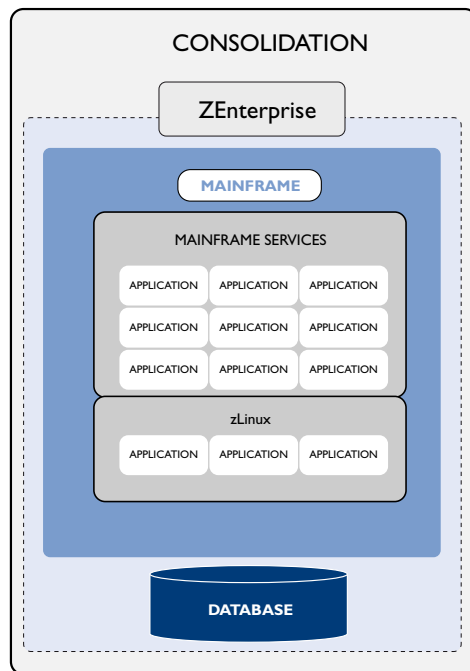 CONSOLIDATION
ZEnterprise
MAINFRAME
MAINFRAME SERVICES
APPLICATION APPLICATION APPLICATION
APPLICATION APPLICATION APPLICATION
APPLICATION APPLICATION APPLICATION
zLinux
APPLICATION APPLICATION APPLICATION
DATABASE